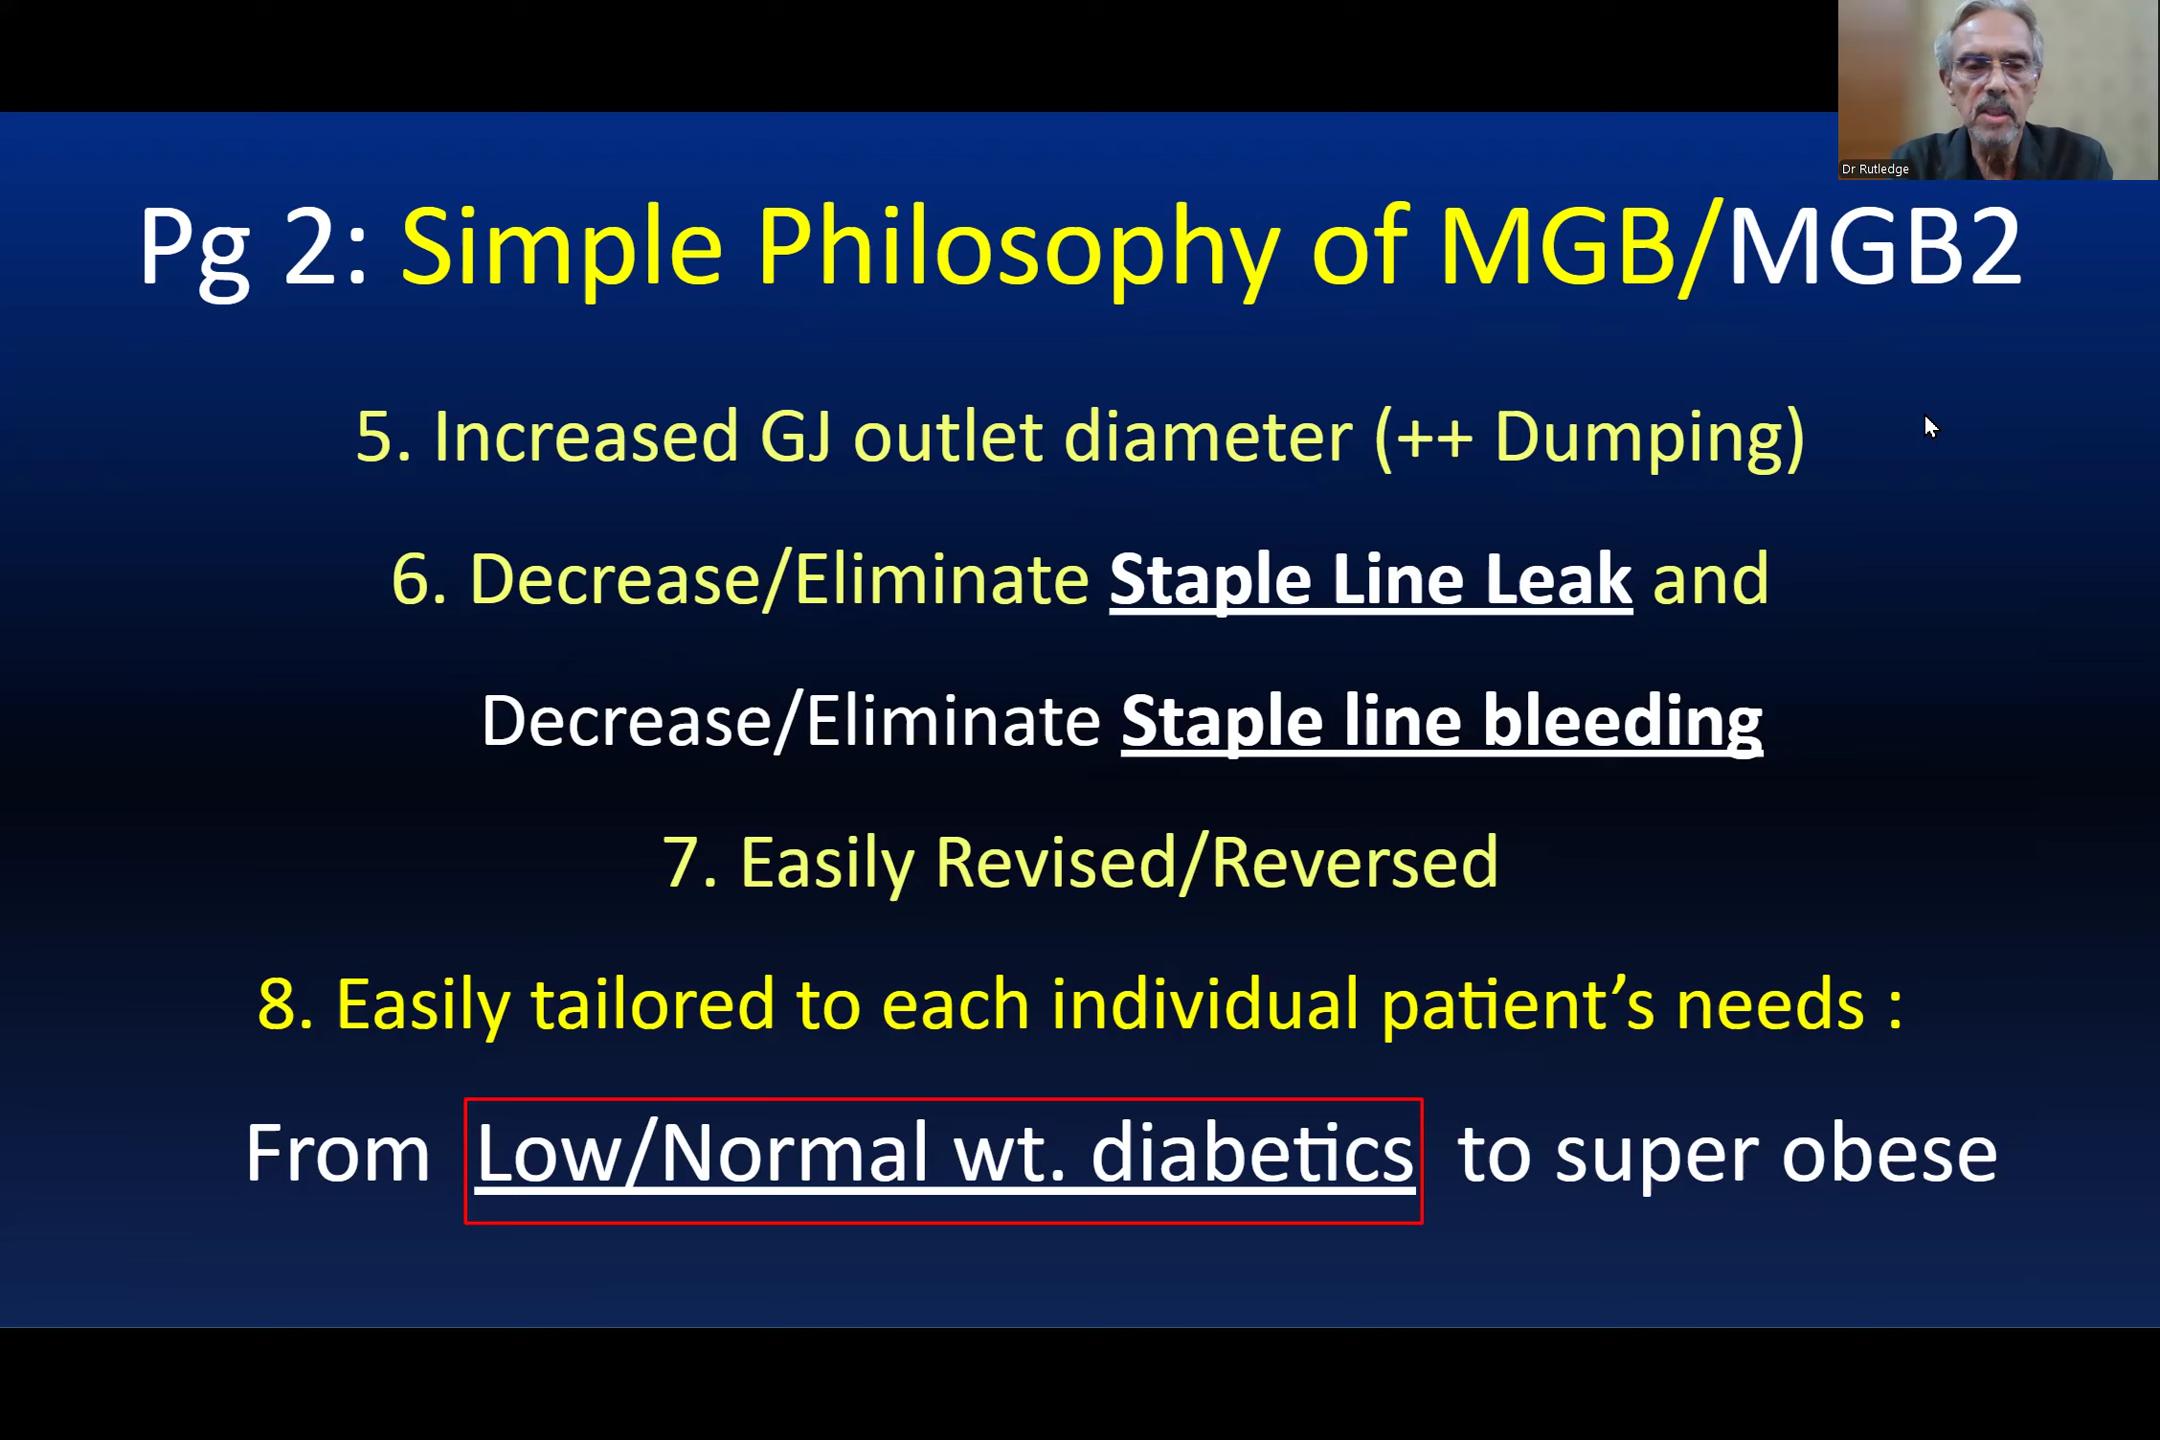 Dr Rutledge
Pg 2: Simple Philosophy of MGB/MGB2
5. Increased GJ outlet diameter (++ Dumping)
6. Decrease/Eliminate Staple Line Leak and
Decrease/Eliminate Staple line bleeding
7. Easily Revised/Reversed
8. Easily tailored to each individual patient’s needs :
From Low/Normal wt. diabetics to super obese